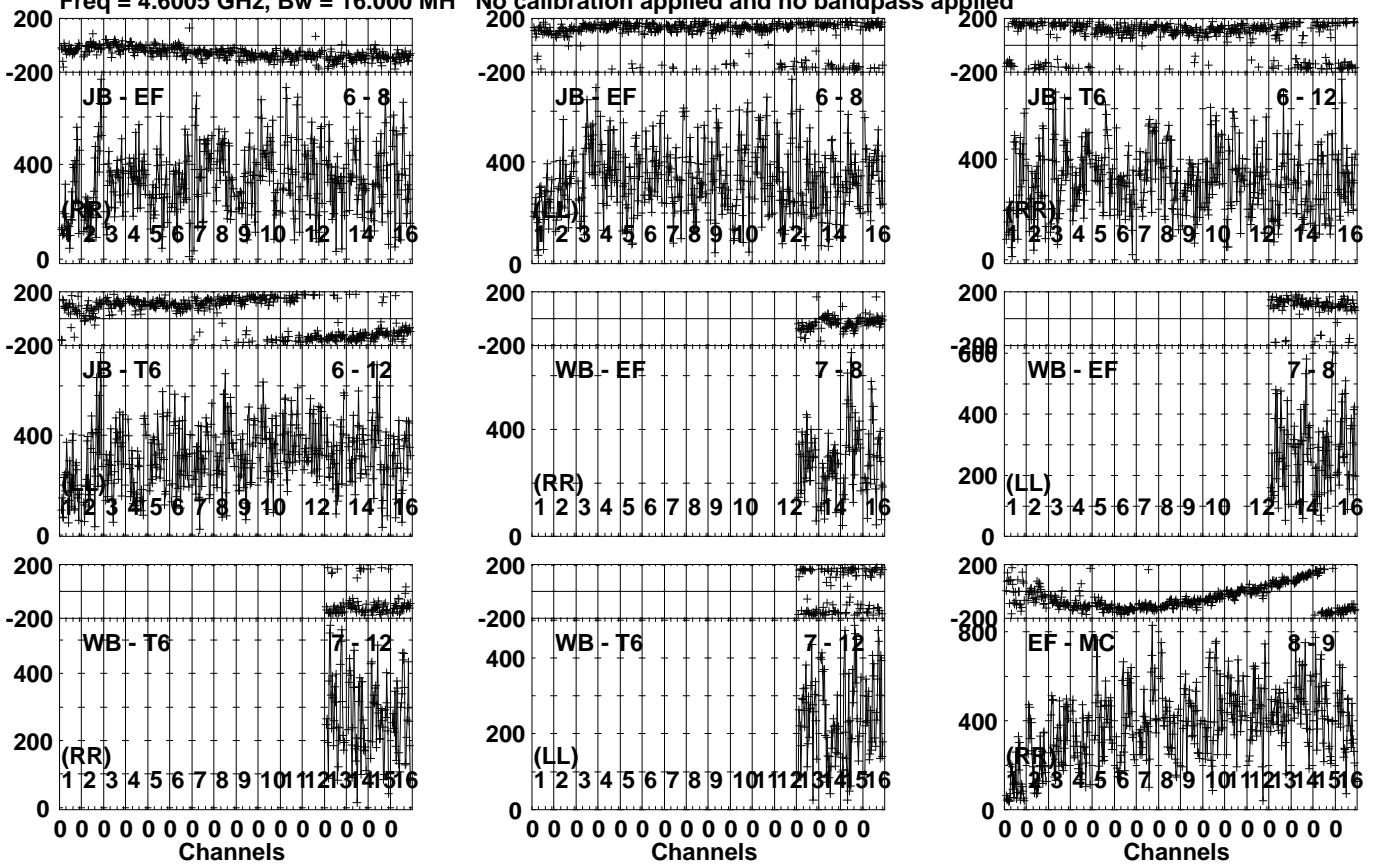 Freq = 4.6005 GHz, Bw = 16.000 MH No calibration applied and no bandpass applied
200 200 200
-200 -200 -200
JB - EF 6 - 8 JB - EF 6 - 8 JB - T6 6 - 12
400 400 400
(RR) (LL) (RR)
1 2 3 4 5 6 7 8 9 10 12 14 16 1 2 3 4 5 6 7 8 9 10 12 14 16 1 2 3 4 5 6 7 8 9 10 12 14 16
0 0 0
200 200 200
-200 -200 -200
600
JB - T6 6 - 12 WB - EF 7 - 8 WB - EF 7 - 8
400 400 400
200
(LL) (RR) (LL)
1 2 3 4 5 6 7 8 9 10 12 14 16 1 2 3 4 5 6 7 8 9 10 12 14 16 1 2 3 4 5 6 7 8 9 10 12 14 16
0 0 0
200 200 200
-200 -200 -200
800
WB - T6 7 - 12 WB - T6 7 - 12 EF - MC 8 - 9
400 400 400
200 200
(RR) (LL) (RR)
1 2 3 4 5 6 7 8 9 10 11 12 13 14 15 16 1 2 3 4 5 6 7 8 9 10 11 12 13 14 15 16 1 2 3 4 5 6 7 8 9 10 11 12 13 14 15 16
0 0 0
0 0 0 0 0 0 0 0 0 0 0 0 0 0 0 0 0 0 0 0 0 0 0 0 0 0 0 0 0 0 0 0 0 0 0 0 0 0 0 0 0 0 0 0 0 0 0 0
Channels Channels Channels